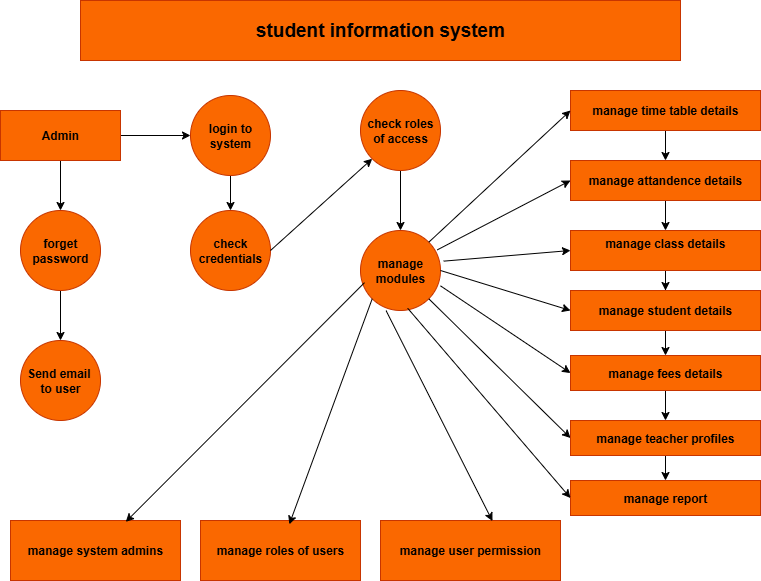 student information system
Admin
login to
system
check roles
of access
manage time table details
manage attandence details
forget
password
check
credentials
manage
modules
manage class details
manage student details
Send email
to user
manage fees details
manage teacher profiles
manage report
manage system admins
manage roles of users
manage user permission